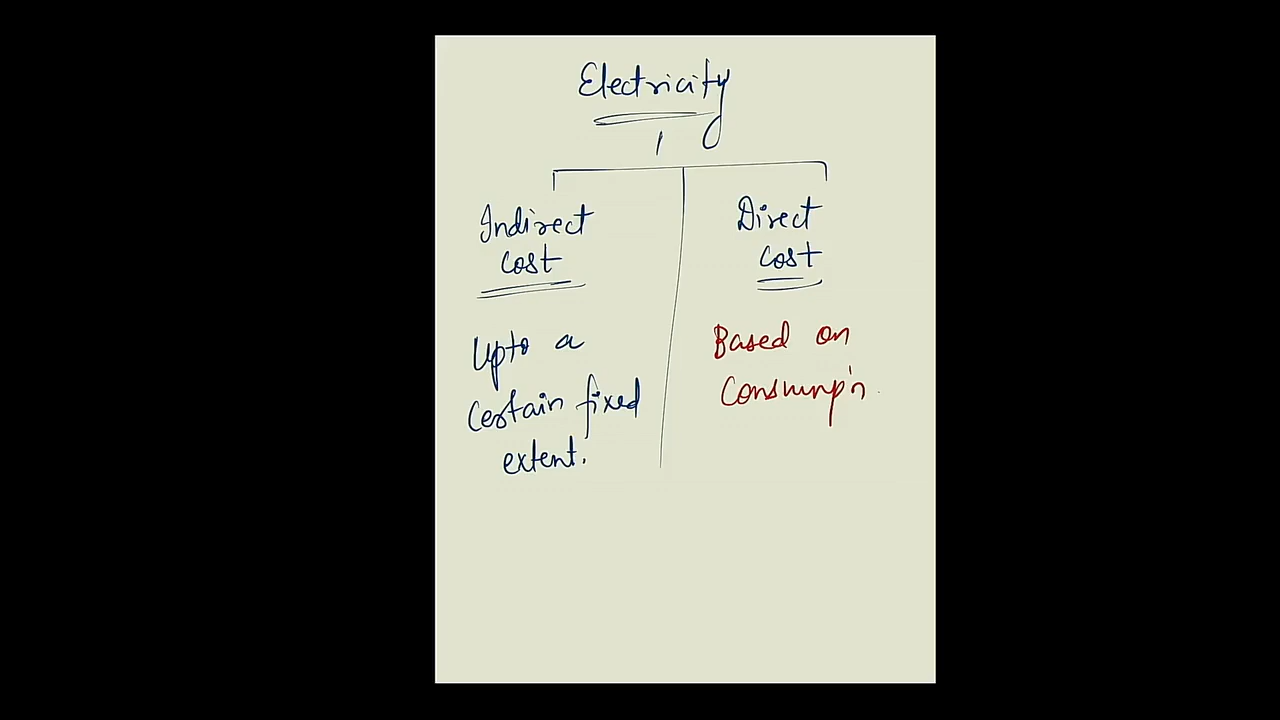 Electricity
Indirect
cost
Upto a
certain fixed
extent.
Direct
cost
Based on
Consump'n.